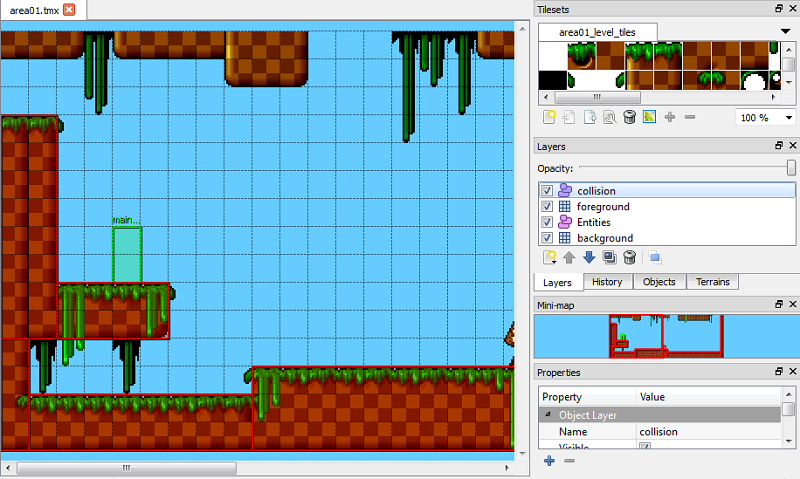 area01.tmx
main...
Tilesets
area01_level_tiles
100 %
Layers
Opacity:
collision
foreground
Entities
background
Layers History Objects Terrains
Mini-map
Properties
Property Value
Object Layer
Name collision
Visible